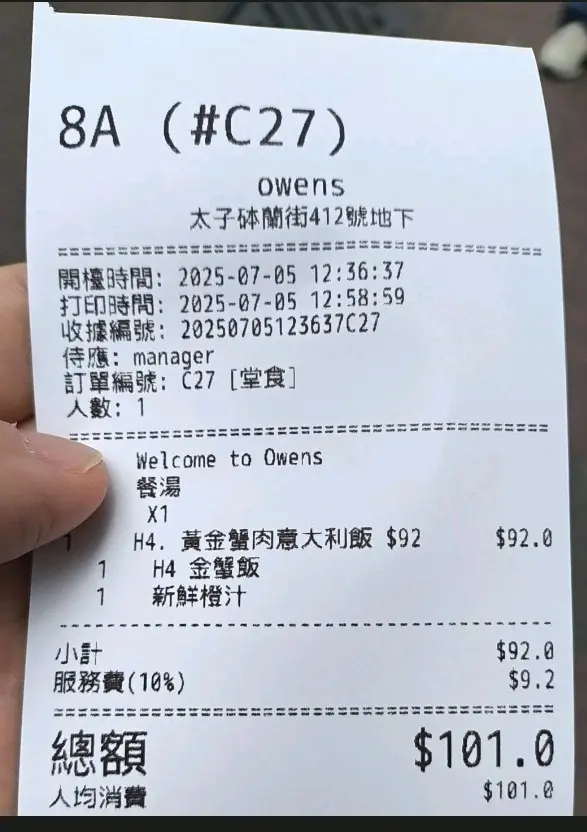 8A (#C27)
owens
太子砵蘭街412號地下
開檯時間: 2025-07-05 12:36:37
打印時間: 2025-07-05 12:58:59
收據編號: 20250705123637C27
侍應: manager
訂單編號: C27 [堂食]
人數: 1
Welcome to Owens
餐湯
X1
1 H4. 黃金蟹肉意大利飯 $92 $92.0
1 H4 金蟹飯
1 新鮮橙汁
小計 $92.0
服務費(10%) $9.2
總額 $101.0
人均消費 $101.0